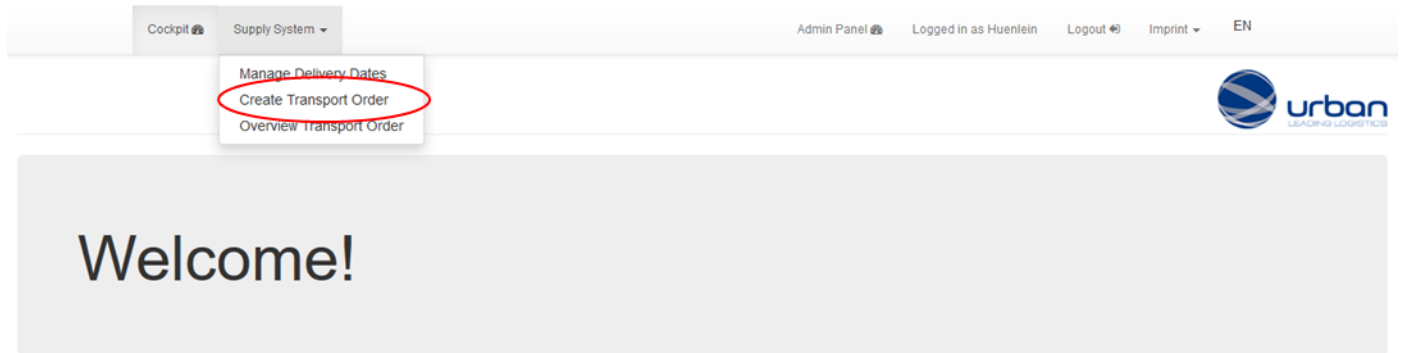 Cockpit Supply System Admin Panel Logged in as Huenlein Logout Imprint EN
Manage Delivery Dates
Create Transport Order
Overview Transport Order
urban
LEADING LOGISTICS
Welcome!